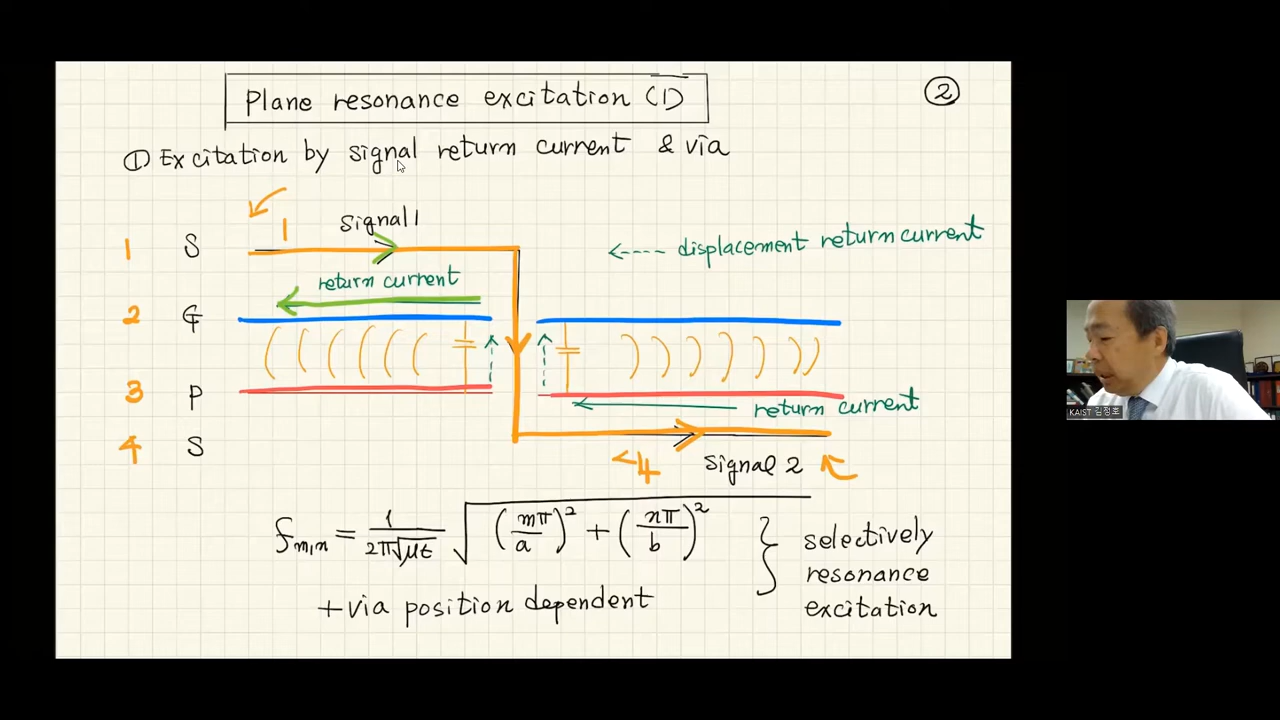 Plane resonance excitation (1)
②
① Excitation by signal return current & via
1
signal 1
1 S
<---- displacement return current
return current
2 G
3 P
return current
4 S
4
signal 2
fm,n = 1/2π√με √(mπ/a)² + (nπ/b)²
selectively
resonance
excitation
+via position dependent
KAIST 김정호